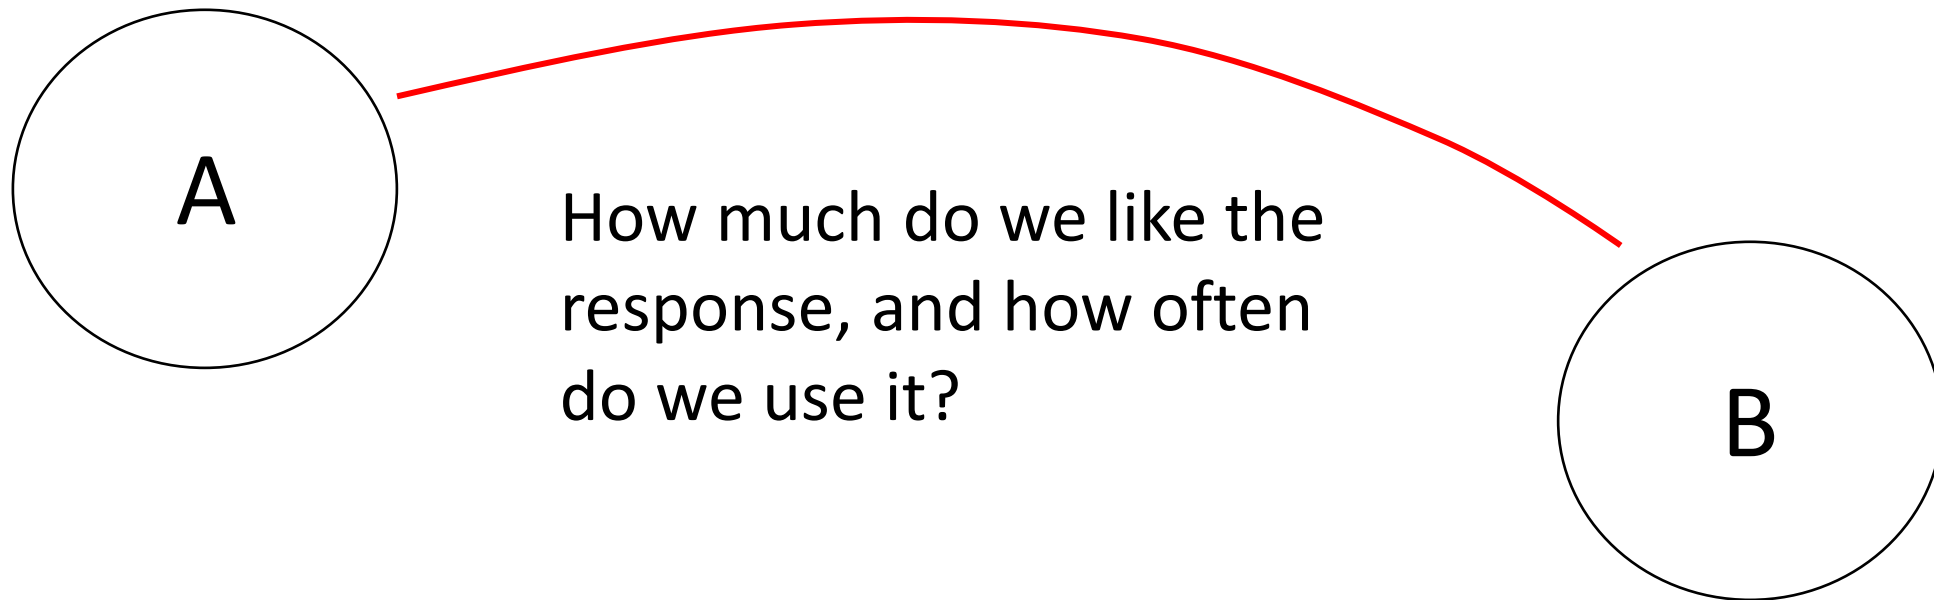 A
How much do we like the
response, and how often
do we use it?
B